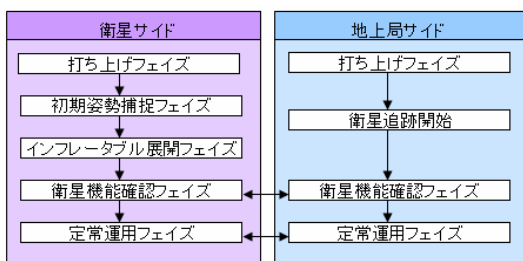 衛星サイド
打ち上げフェイズ
初期姿勢捕捉フェイズ
インフレータブル展開フェイズ
衛星機能確認フェイズ
定常運用フェイズ
地上局サイド
打ち上げフェイズ
衛星追跡開始
衛星機能確認フェイズ
定常運用フェイズ